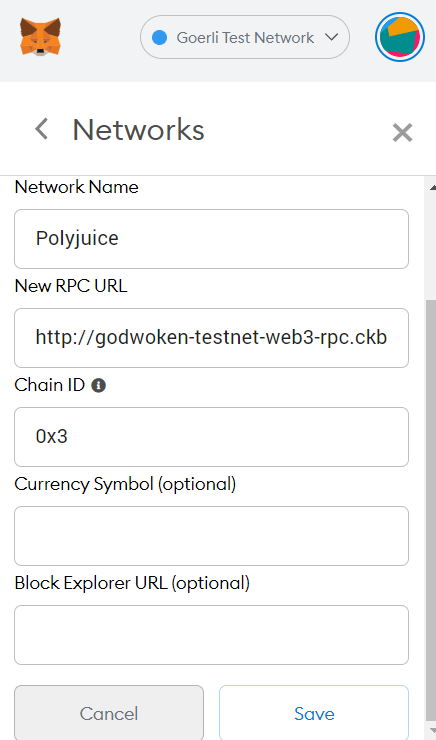 Goerli Test Network
Networks
Network Name
Polyjuice
New RPC URL
http://godwoken-testnet-web3-rpc.ckb
Chain ID
0x3
Currency Symbol (optional)
Block Explorer URL (optional)
Cancel Save